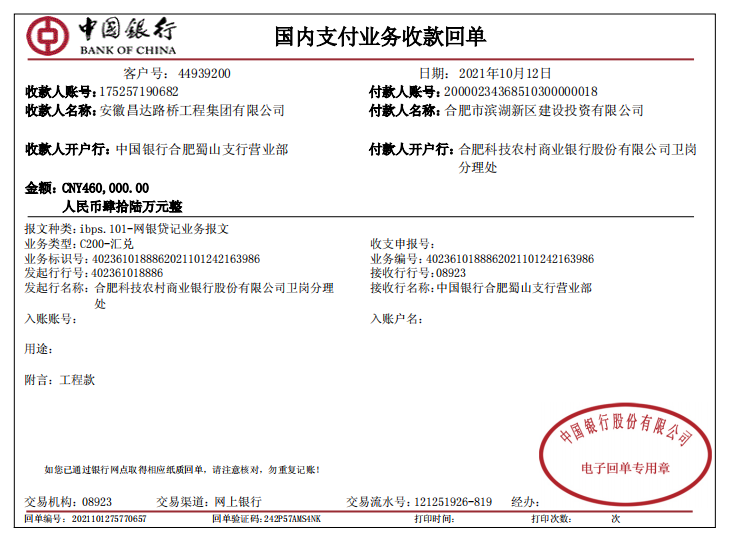 中国银行 国内支付业务收款回单
BANK OF CHINA
客户号: 44939200 日期: 2021年10月12日
收款人账号:175257190682 付款人账号:20000234368510300000018
收款人名称:安徽昌达路桥工程集团有限公司 付款人名称:合肥市滨湖新区建设投资有限公司
收款人开户行:中国银行合肥蜀山支行营业部 付款人开户行:合肥科技农村商业银行股份有限公司卫岗
分理处
金额: CNY460,000.00
人民币肆拾陆万元整
报文种类:ibps.101-网银贷记业务报文
业务类型:C200-汇兑 收支申报号:
业务标识号:4023610188862021101242163986 业务编号:4023610188862021101242163986
发起行行号:402361018886 接收行行号:08923
发起行名称: 合肥科技农村商业银行股份有限公司卫岗分理 接收行名称:中国银行合肥蜀山支行营业部
处
入账账号: 入账户名:
用途:
附言: 工程款
中国银行股份有限公司
电子回单专用章
如您已通过银行网点取得相应纸质回单,请注意核对,勿重复记账!
交易机构: 08923 交易渠道: 网上银行 交易流水号: 121251926-819 经办:
回单编号: 2021101275770657 回单验证码:242P57AMS4NK 打印时间: 打印次数: 次